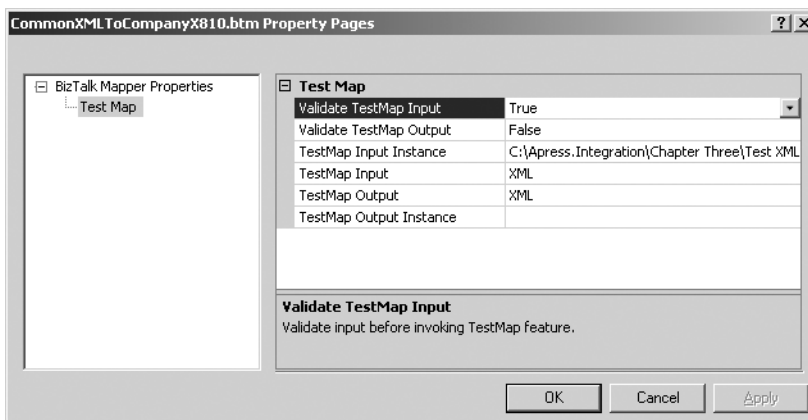 CommonXMLToCompanyX810.btm Property Pages
BizTalk Mapper Properties
Test Map
Test Map
Validate TestMap Input True
Validate TestMap Output False
TestMap Input Instance C:\Apress.Integration\Chapter Three\Test XML
TestMap Input XML
TestMap Output XML
TestMap Output Instance
Validate TestMap Input
Validate input before invoking TestMap feature.
OK Cancel Apply